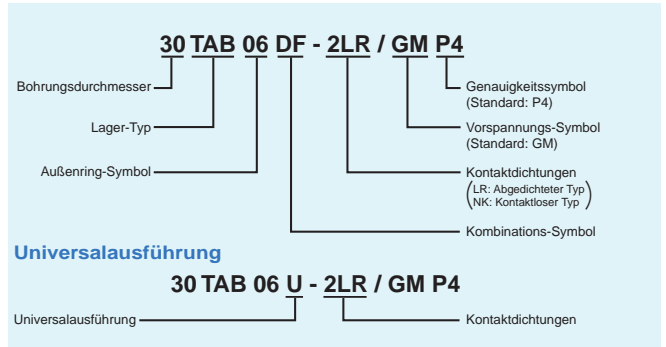 30 TAB 06 DF - 2LR / GM P4
Bohrungsdurchmesser
Lager-Typ
Außenring-Symbol
Genauigkeitssymbol
(Standard: P4)
Vorspannungs-Symbol
(Standard: GM)
Kontaktdichtungen
(LR: Abgedichteter Typ
NK: Kontaktloser Typ)
Kombinations-Symbol
Universalausführung
30 TAB 06 U - 2LR / GM P4
Universalausführung
Kontaktdichtungen